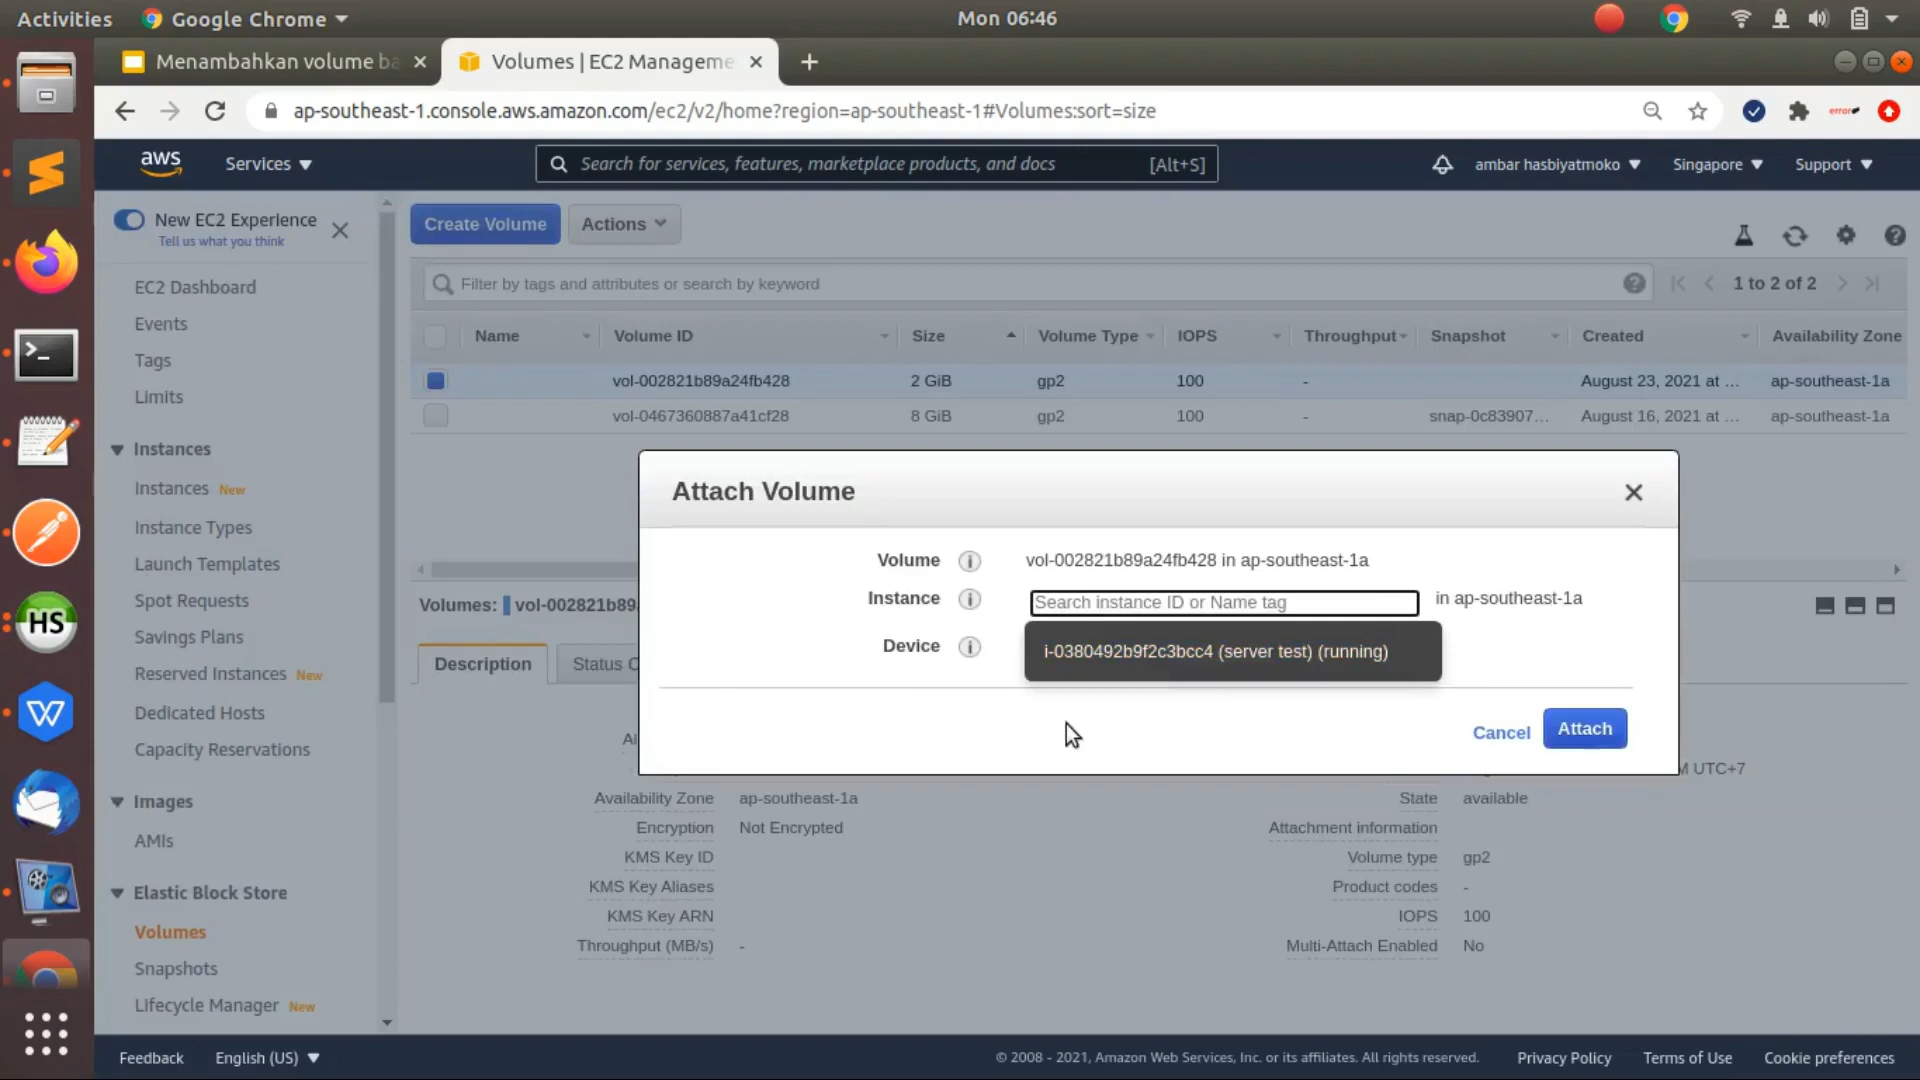 Activities
Google Chrome
Mon 06:46
Menambahkan volume ba
Volumes | EC2 Manageme
ap-southeast-1.console.aws.amazon.com/ec2/v2/home?region=ap-southeast-1#Volumes:sort=size
error
aws
Services
Search for services, features, marketplace products, and docs
[Alt+S]
ambar hasbiyatmoko
Singapore
Support
New EC2 Experience
Tell us what you think
EC2 Dashboard
Events
Tags
Limits
Instances
Instances New
Instance Types
Launch Templates
Spot Requests
Savings Plans
Reserved Instances New
Dedicated Hosts
Capacity Reservations
Images
AMIs
Elastic Block Store
Volumes
Snapshots
Lifecycle Manager New
Create Volume
Actions
Filter by tags and attributes or search by keyword
1 to 2 of 2
Name Volume ID Size Volume Type IOPS Throughput Snapshot Created Availability Zone
vol-002821b89a24fb428 2 GiB gp2 100 - August 23, 2021 at ... ap-southeast-1a
vol-0467360887a41cf28 8 GiB gp2 100 - snap-0c83907... August 16, 2021 at ... ap-southeast-1a
Attach Volume
Volume i vol-002821b89a24fb428 in ap-southeast-1a
Instance i Search instance ID or Name tag in ap-southeast-1a
Device i
i-0380492b9f2c3bcc4 (server test) (running)
Cancel
Attach
Volumes: vol-002821b89
Description
Status C
Al
M UTC+7
Availability Zone ap-southeast-1a
State available
Encryption Not Encrypted
Attachment information
KMS Key ID
Volume type gp2
KMS Key Aliases
Product codes -
KMS Key ARN
IOPS 100
Throughput (MB/s) -
Multi-Attach Enabled No
HS
W
Feedback
English (US)
© 2008 - 2021, Amazon Web Services, Inc. or its affiliates. All rights reserved.
Privacy Policy
Terms of Use
Cookie preferences